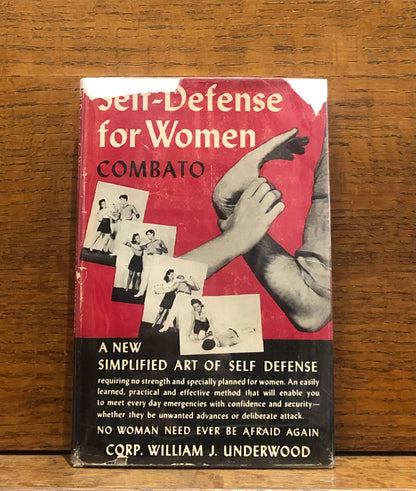 Self-Defense
for Women
COMBATO
A NEW
SIMPLIFIED ART OF SELF DEFENSE
requiring no strength and specially planned for women. An easily
learned, practical and effective method that will enable you
to meet every day emergencies with confidence and security—
whether they be unwanted advances or deliberate attack.
NO WOMAN NEED EVER BE AFRAID AGAIN
CORP. WILLIAM J. UNDERWOOD